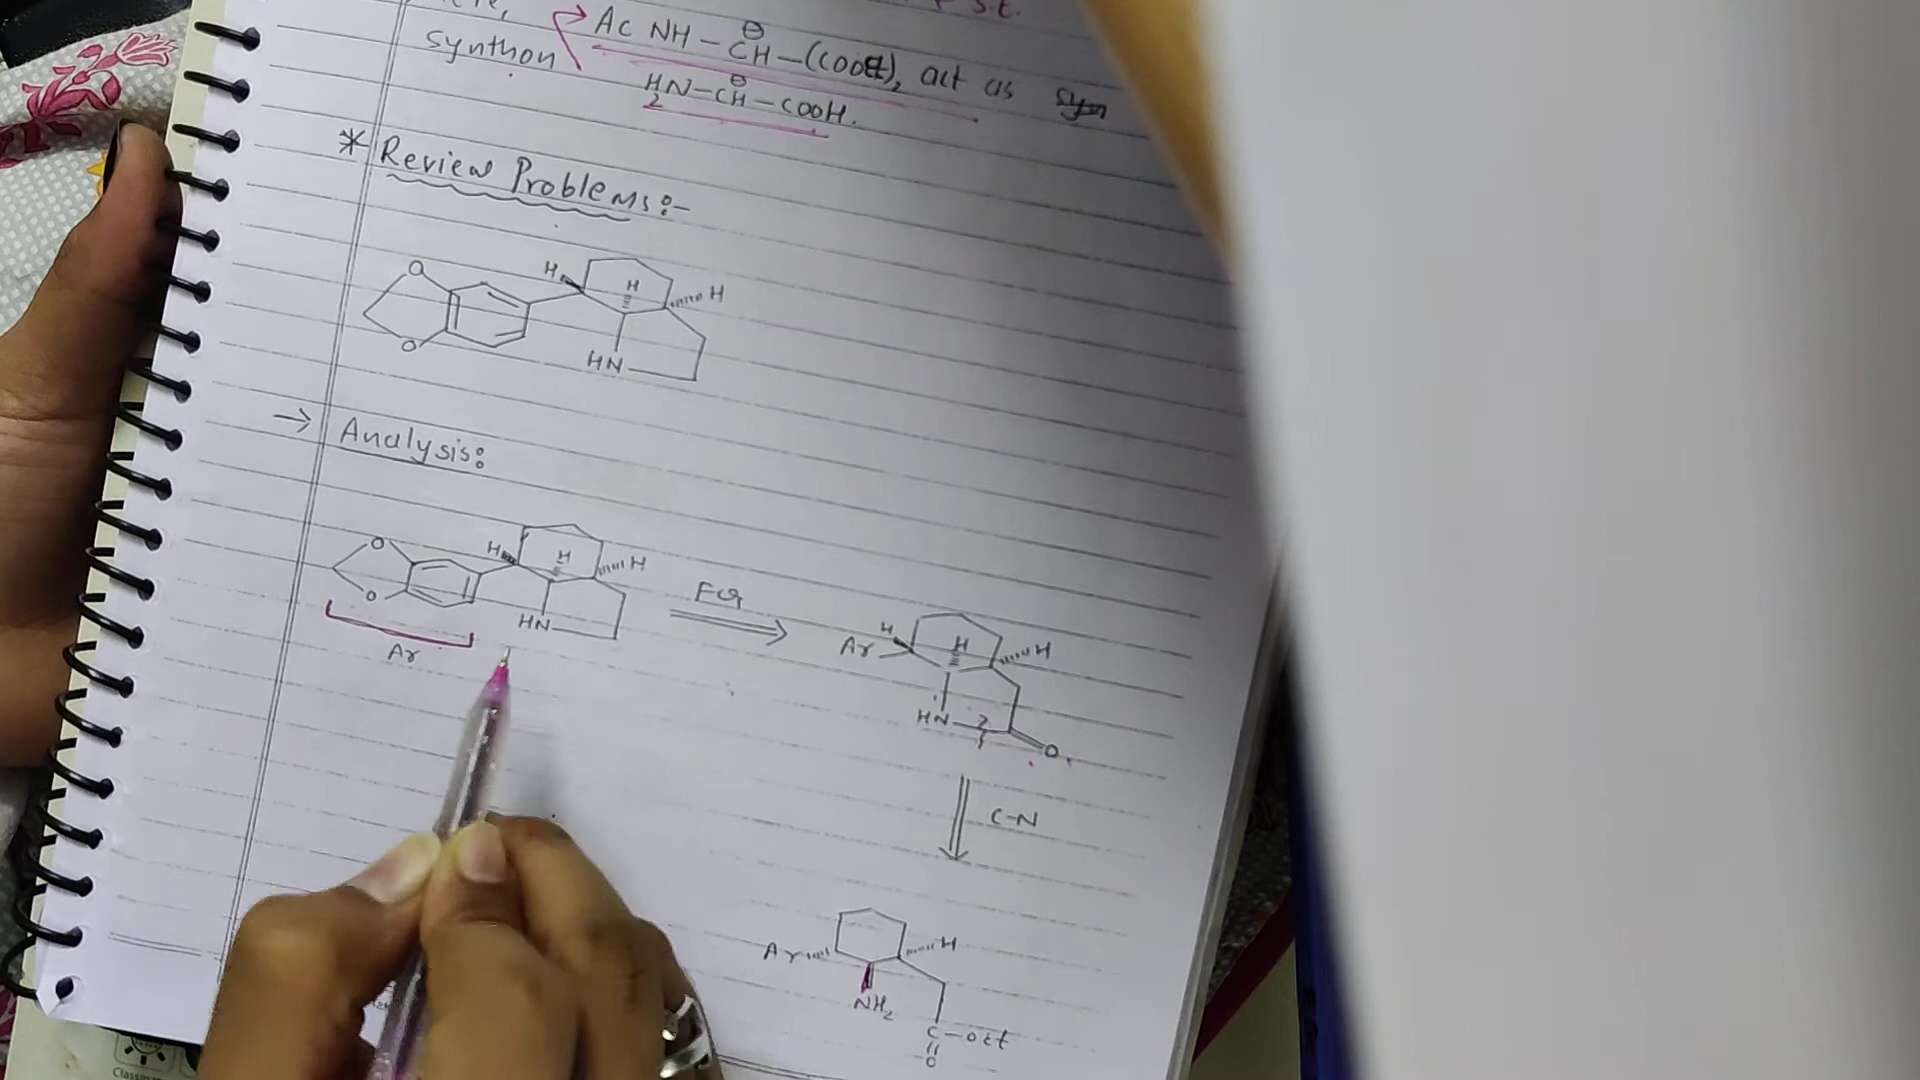 s.t.
Ac NH - CH - (COOEt)2 act as
⊖
synthon
H2N - CH - COOH.
⊖
* Review Problems:-
O
H
H
H
O
HN
→ Analysis:
O
H
H
H
O
HN
Ar
FGI
H
Ar
H
H
HN
O
C-N
Ar
H
NH2
C - OEt
O
Classm